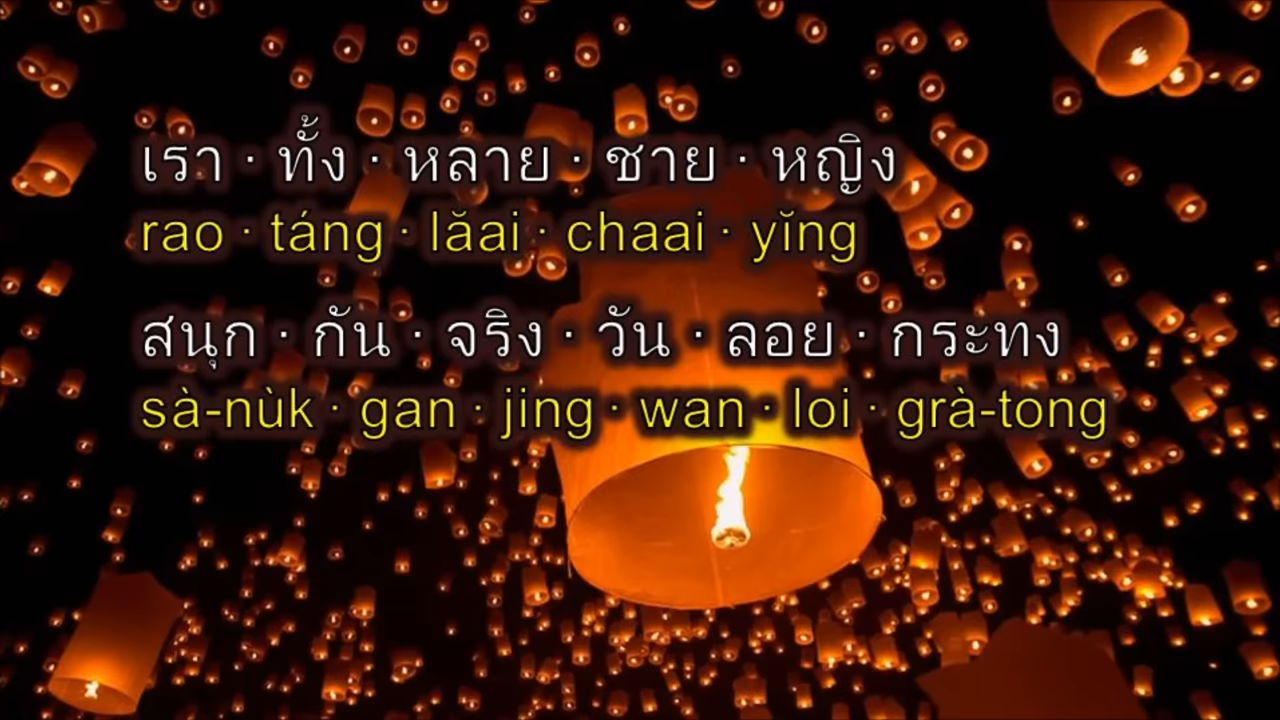 เรา · ทั้ง · หลาย · ชาย · หญิง
rao · táng · lăai · chaai · yĭng
สนุก · กัน · จริง · วัน · ลอย · กระทง
sà-nùk · gan · jing · wan · loi · grà-tong